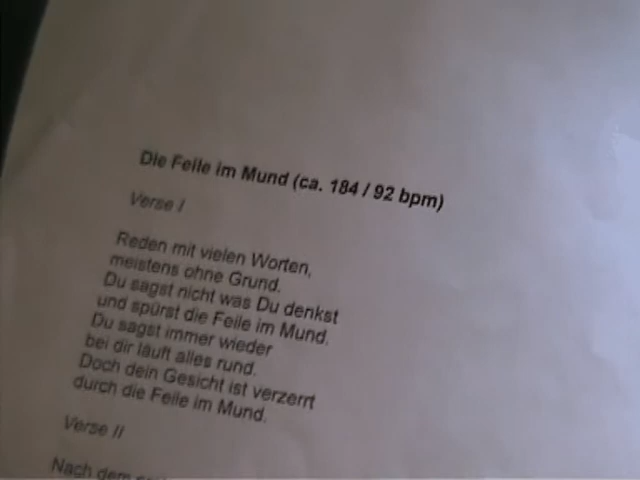 Die Feile im Mund (ca. 184 / 92 bpm)
Verse I
Reden mit vielen Worten,
meistens ohne Grund.
Du sagst nicht was Du denkst
und spürst die Feile im Mund.
Du sagst immer wieder
bei dir läuft alles rund.
Doch dein Gesicht ist verzerrt
durch die Feile im Mund.
Verse II
Nach dem